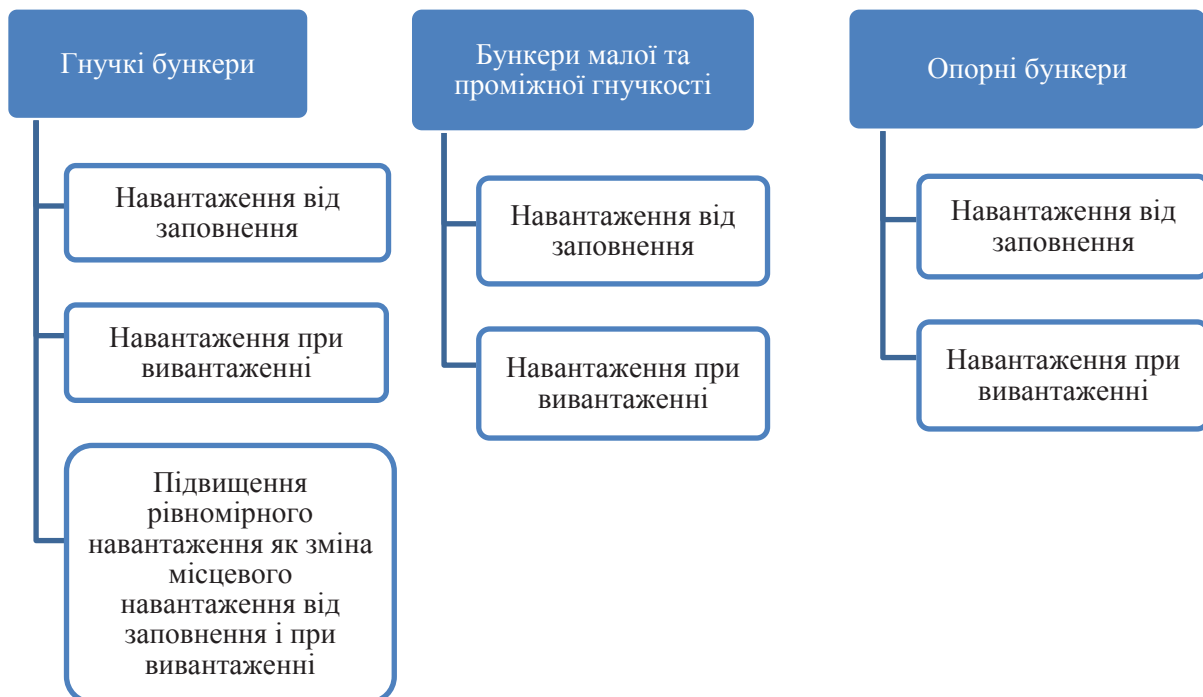 Гнучкі бункери
Навантаження від
заповнення
Навантаження при
вивантаженні
Підвищення
рівномірного
навантаження як зміна
місцевого
навантаження від
заповнення і при
вивантаженні
Бункери малої та
проміжної гнучкості
Навантаження від
заповнення
Навантаження при
вивантаженні
Опорні бункери
Навантаження від
заповнення
Навантаження при
вивантаженні